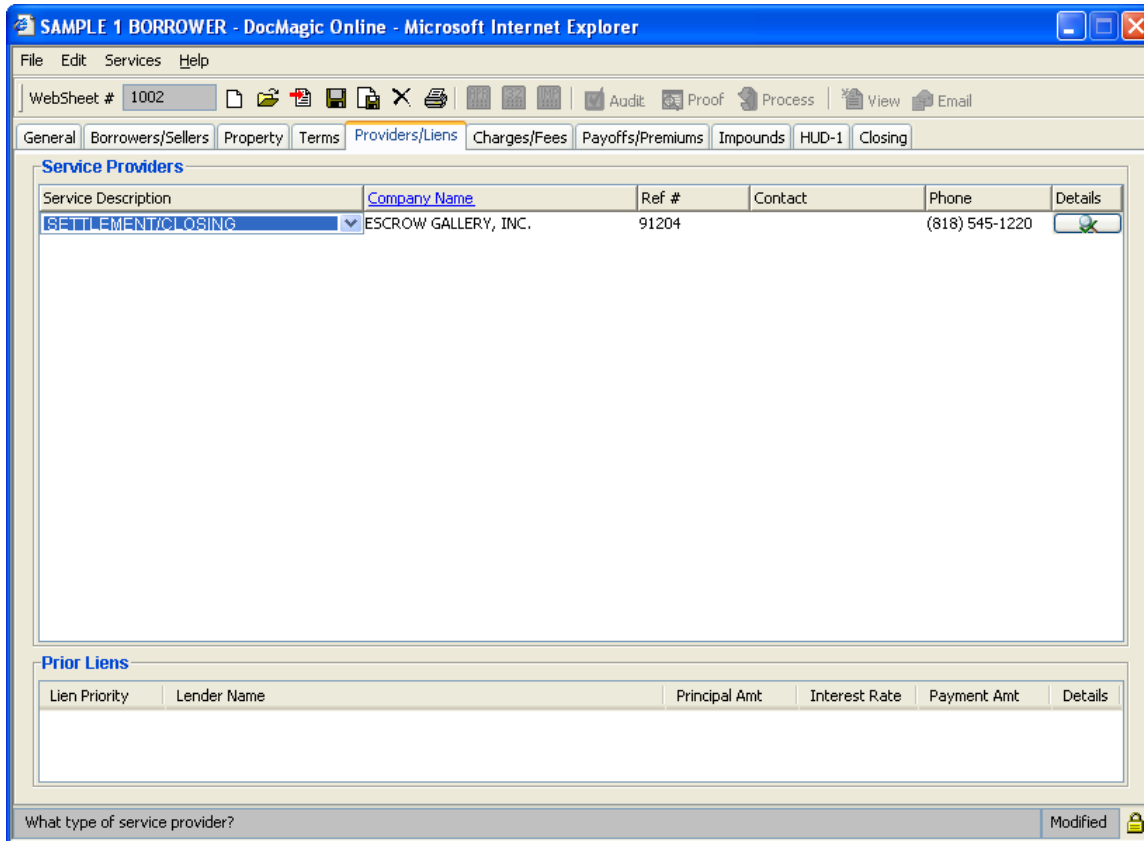 SAMPLE 1 BORROWER - DocMagic Online - Microsoft Internet Explorer
File Edit Services Help
WebSheet # 1002 Audit Proof Process View Email
General Borrowers/Sellers Property Terms Providers/Liens Charges/Fees Payoffs/Premiums Impounds HUD-1 Closing
Service Providers
Service Description Company Name Ref # Contact Phone Details
SETTLEMENT/CLOSING ESCROW GALLERY, INC. 91204 (818) 545-1220
Prior Liens
Lien Priority Lender Name Principal Amt Interest Rate Payment Amt Details
What type of service provider? Modified